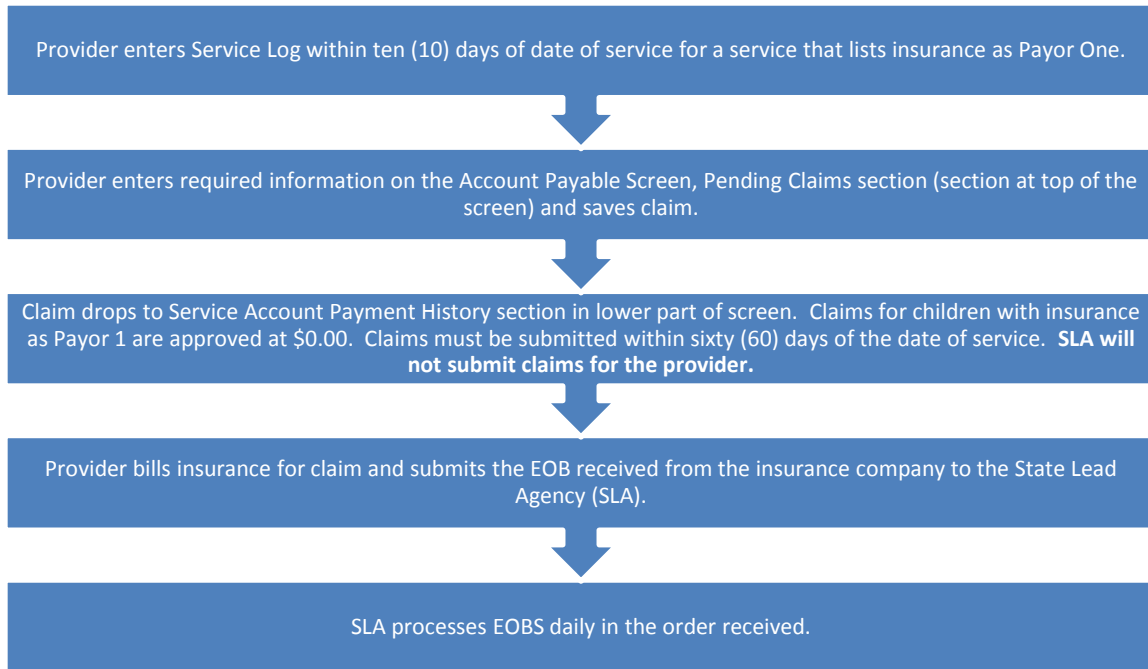 Provider enters Service Log within ten (10) days of date of service for a service that lists insurance as Payor One.
Provider enters required information on the Account Payable Screen, Pending Claims section (section at top of the
screen) and saves claim.
Claim drops to Service Account Payment History section in lower part of screen.  Claims for children with insurance
as Payor 1 are approved at $0.00.  Claims must be submitted within sixty (60) days of the date of service.  SLA will
not submit claims for the provider.
Provider bills insurance for claim and submits the EOB received from the insurance company to the State Lead
Agency (SLA).
SLA processes EOBS daily in the order received.